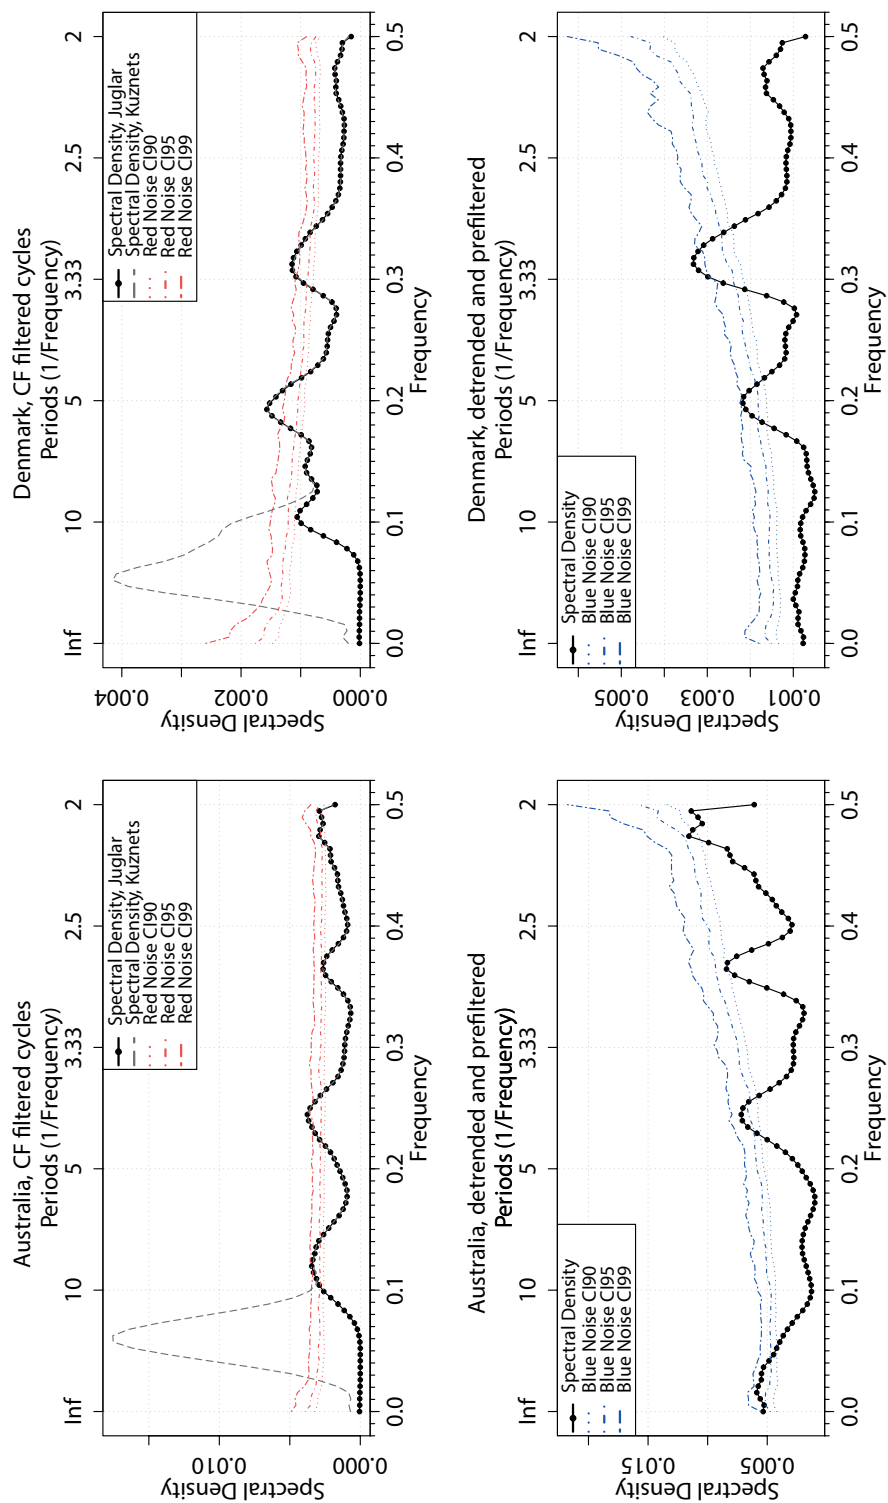 Australia, CF filtered cycles
Periods (1/Frequency)
Inf 10 5 3.33 2.5 2
Spectral Density, Juglar
Spectral Density, Kuznets
Red Noise CI90
Red Noise CI95
Red Noise CI99
Spectral Density
0.010
0.000
0.0 0.1 0.2 0.3 0.4 0.5
Frequency
Denmark, CF filtered cycles
Periods (1/Frequency)
Inf 10 5 3.33 2.5 2
Spectral Density, Juglar
Spectral Density, Kuznets
Red Noise CI90
Red Noise CI95
Red Noise CI99
Spectral Density
0.004
0.002
0.000
0.0 0.1 0.2 0.3 0.4 0.5
Frequency
Australia, detrended and prefiltered
Periods (1/Frequency)
Inf 10 5 3.33 2.5 2
Spectral Density
Blue Noise CI90
Blue Noise CI95
Blue Noise CI99
Spectral Density
0.015
0.005
0.0 0.1 0.2 0.3 0.4 0.5
Frequency
Denmark, detrended and prefiltered
Periods (1/Frequency)
Inf 10 5 3.33 2.5 2
Spectral Density
Blue Noise CI90
Blue Noise CI95
Blue Noise CI99
Spectral Density
0.005
0.003
0.001
0.0 0.1 0.2 0.3 0.4 0.5
Frequency